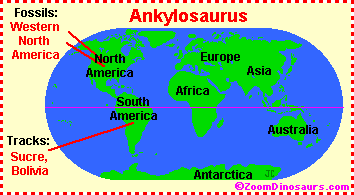 Ankylosaurus
Fossils:
Western
North
America
North
America
Europe
Asia
Africa
South
America
Australia
Tracks:
Sucre,
Bolivia
Antarctica
JC
©ZoomDinosaurs.com